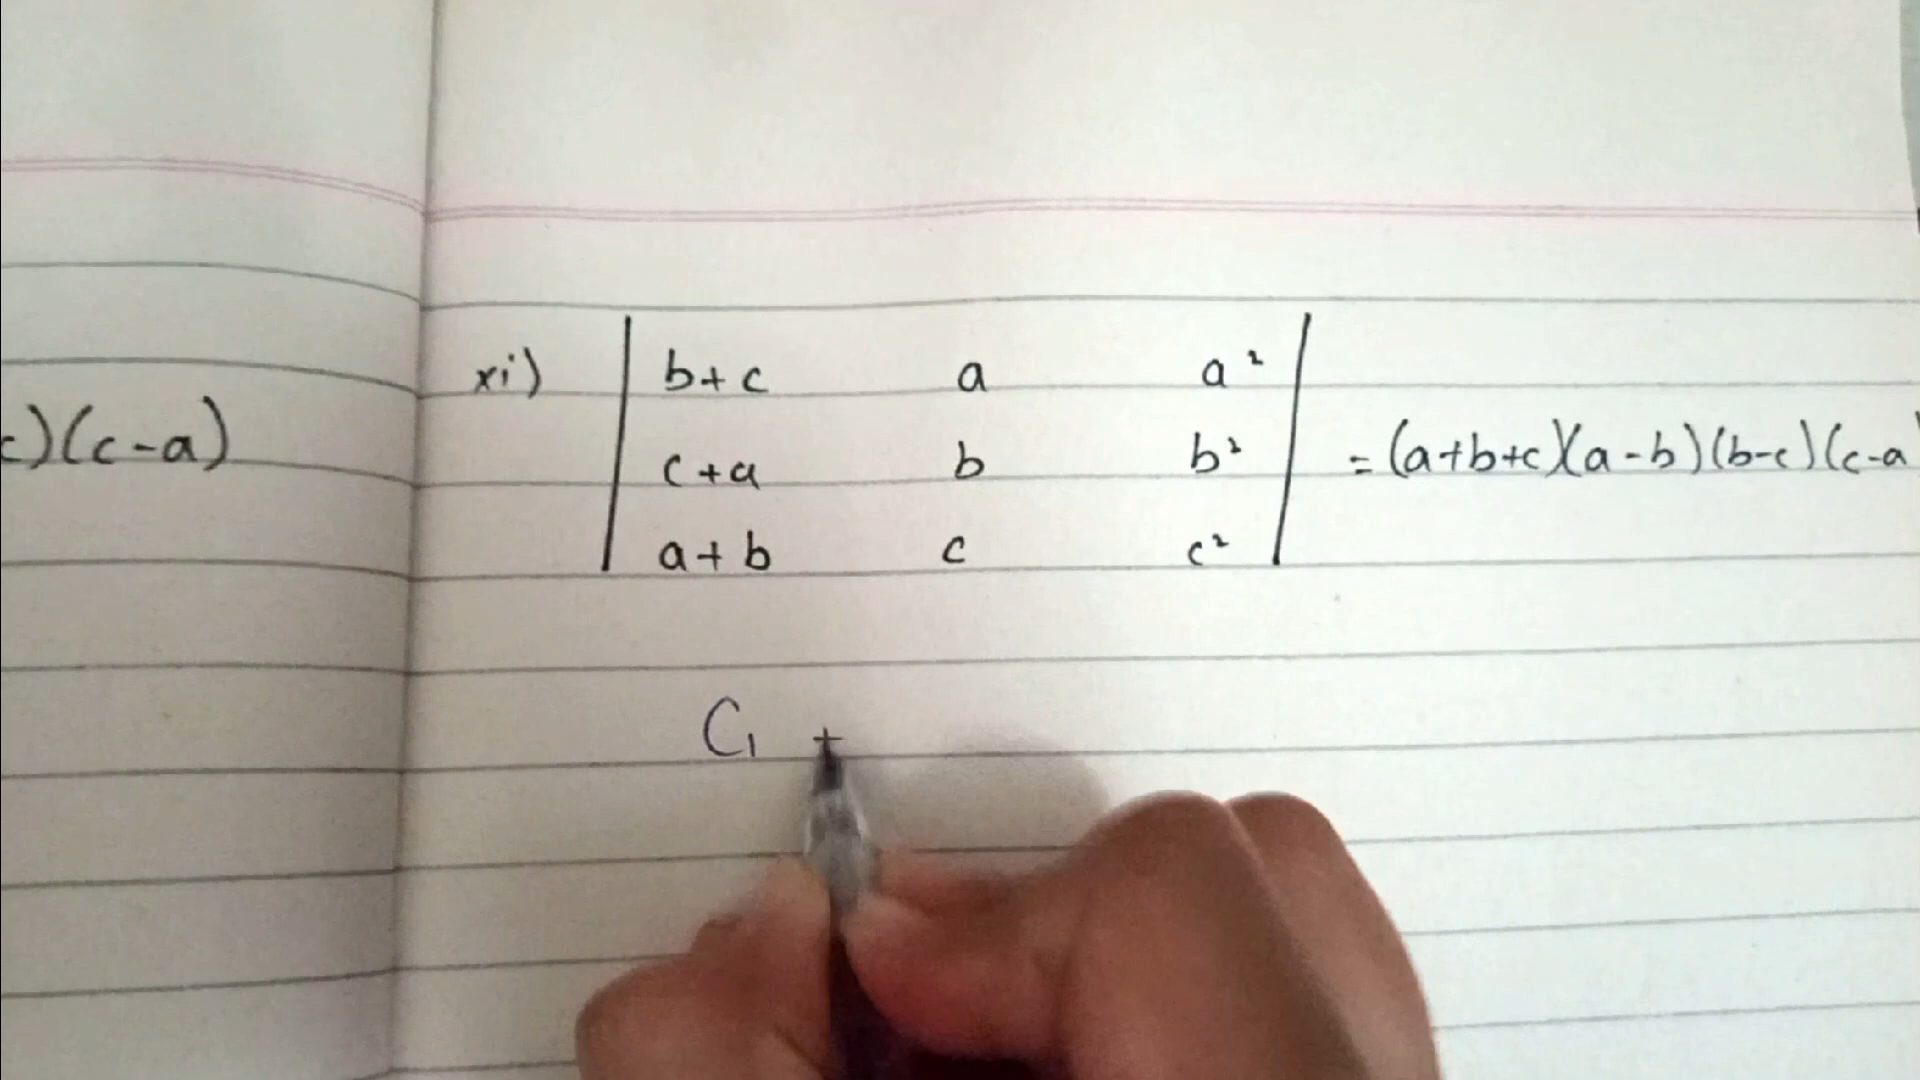 c)(c-a)
xi) | b+c a a² |
| c+a b b² | = (a+b+c)(a-b)(b-c)(c-a)
| a+b c c² |
C₁ +